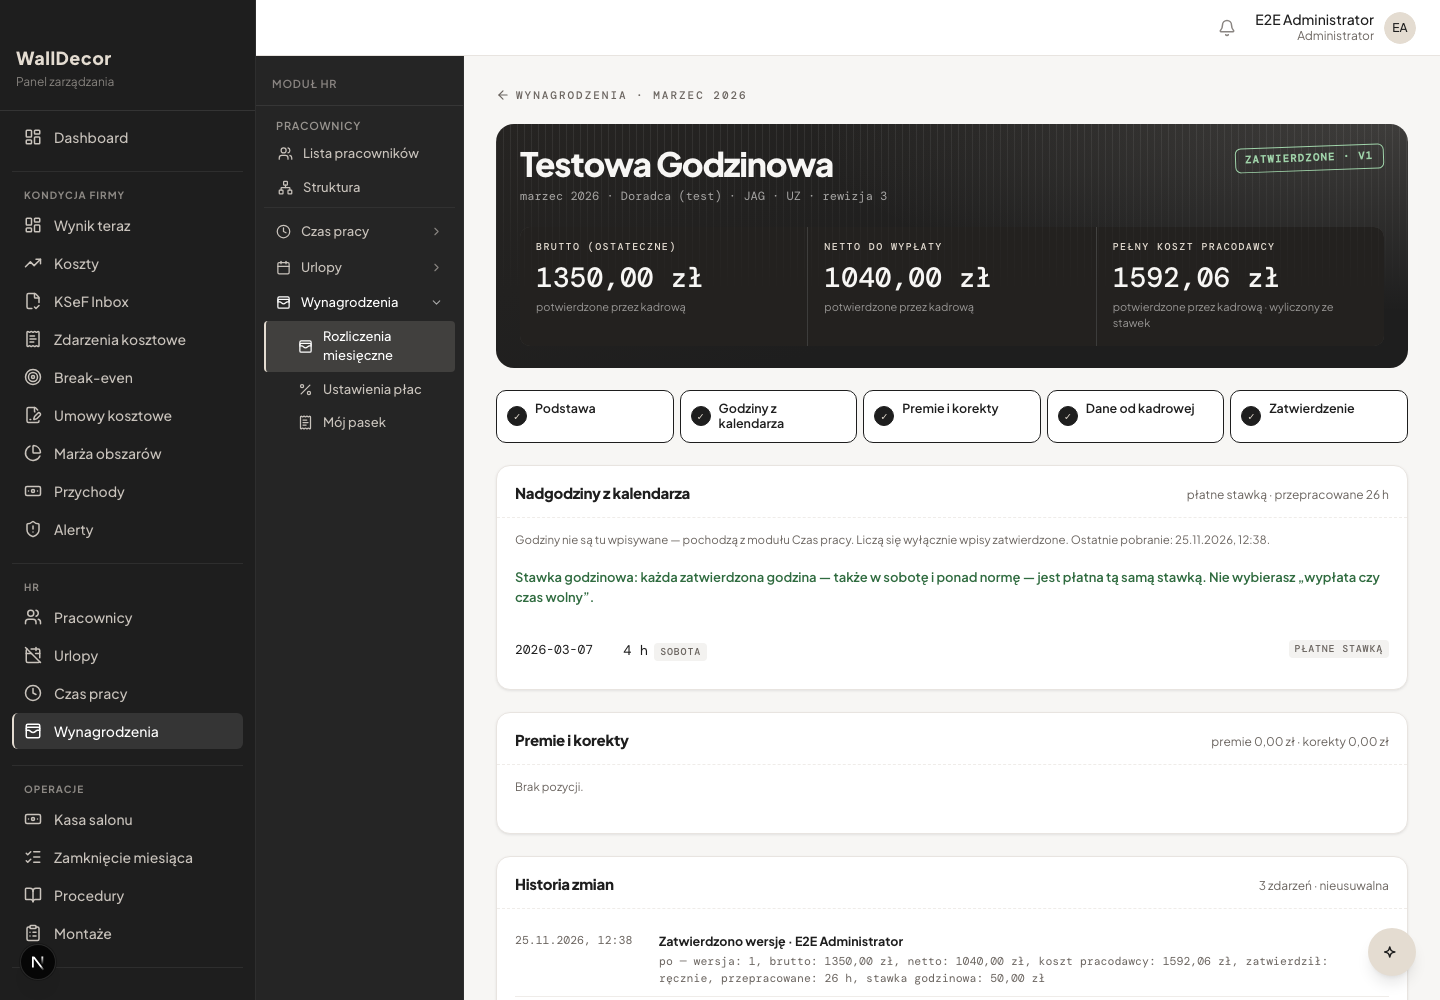 WallDecor
Panel zarządzania
Dashboard
KONDYCJA FIRMY
Wynik teraz
Koszty
KSeF Inbox
Zdarzenia kosztowe
Break-even
Umowy kosztowe
Marża obszarów
Przychody
Alerty
HR
Pracownicy
Urlopy
Czas pracy
Wynagrodzenia
OPERACJE
Kasa salonu
Zamknięcie miesiąca
Procedury
Montaże
N
MODUŁ HR
PRACOWNICY
Lista pracowników
Struktura
Czas pracy
Urlopy
Wynagrodzenia
Rozliczenia
miesięczne
Ustawienia płac
Mój pasek
E2E Administrator
Administrator
EA
← WYNAGRODZENIA · MARZEC 2026
Testowa Godzinowa
ZATWIERDZONE · V1
marzec 2026 · Doradca (test) · JAG · UZ · rewizja 3
BRUTTO (OSTATECZNE)
1350,00 zł
potwierdzone przez kadrową
NETTO DO WYPŁATY
1040,00 zł
potwierdzone przez kadrową
PEŁNY KOSZT PRACODAWCY
1592,06 zł
potwierdzone przez kadrową · wyliczony ze
stawek
✓ Podstawa
✓ Godziny z
kalendarza
✓ Premie i korekty
✓ Dane od kadrowej
✓ Zatwierdzenie
Nadgodziny z kalendarza
płatne stawką · przepracowane 26 h
Godziny nie są tu wpisywane — pochodzą z modułu Czas pracy. Liczą się wyłącznie wpisy zatwierdzone. Ostatnie pobranie: 25.11.2026, 12:38.
Stawka godzinowa: każda zatwierdzona godzina — także w sobotę i ponad normę — jest płatna tą samą stawką. Nie wybierasz „wypłata czy
czas wolny”.
2026-03-07 4 h SOBOTA PŁATNE STAWKĄ
Premie i korekty
premie 0,00 zł · korekty 0,00 zł
Brak pozycji.
Historia zmian
3 zdarzeń · nieusuwalna
25.11.2026, 12:38 Zatwierdzono wersję · E2E Administrator
po — wersja: 1, brutto: 1350,00 zł, netto: 1040,00 zł, koszt pracodawcy: 1592,06 zł, zatwierdził:
ręcznie, przepracowane: 26 h, stawka godzinowa: 50,00 zł